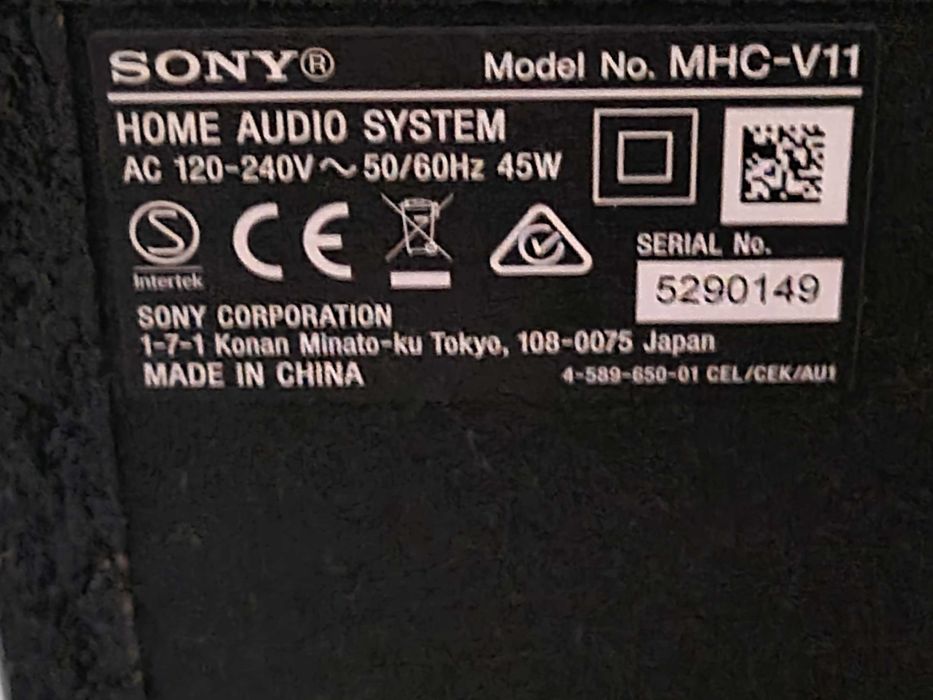 SONY® Model No. MHC-V11
HOME AUDIO SYSTEM
AC 120-240V ~ 50/60Hz 45W
S
Intertek
CE
SERIAL No.
5290149
SONY CORPORATION
1-7-1 Konan Minato-ku Tokyo, 108-0075 Japan
MADE IN CHINA
4-589-650-01 CEL/CEK/AU1